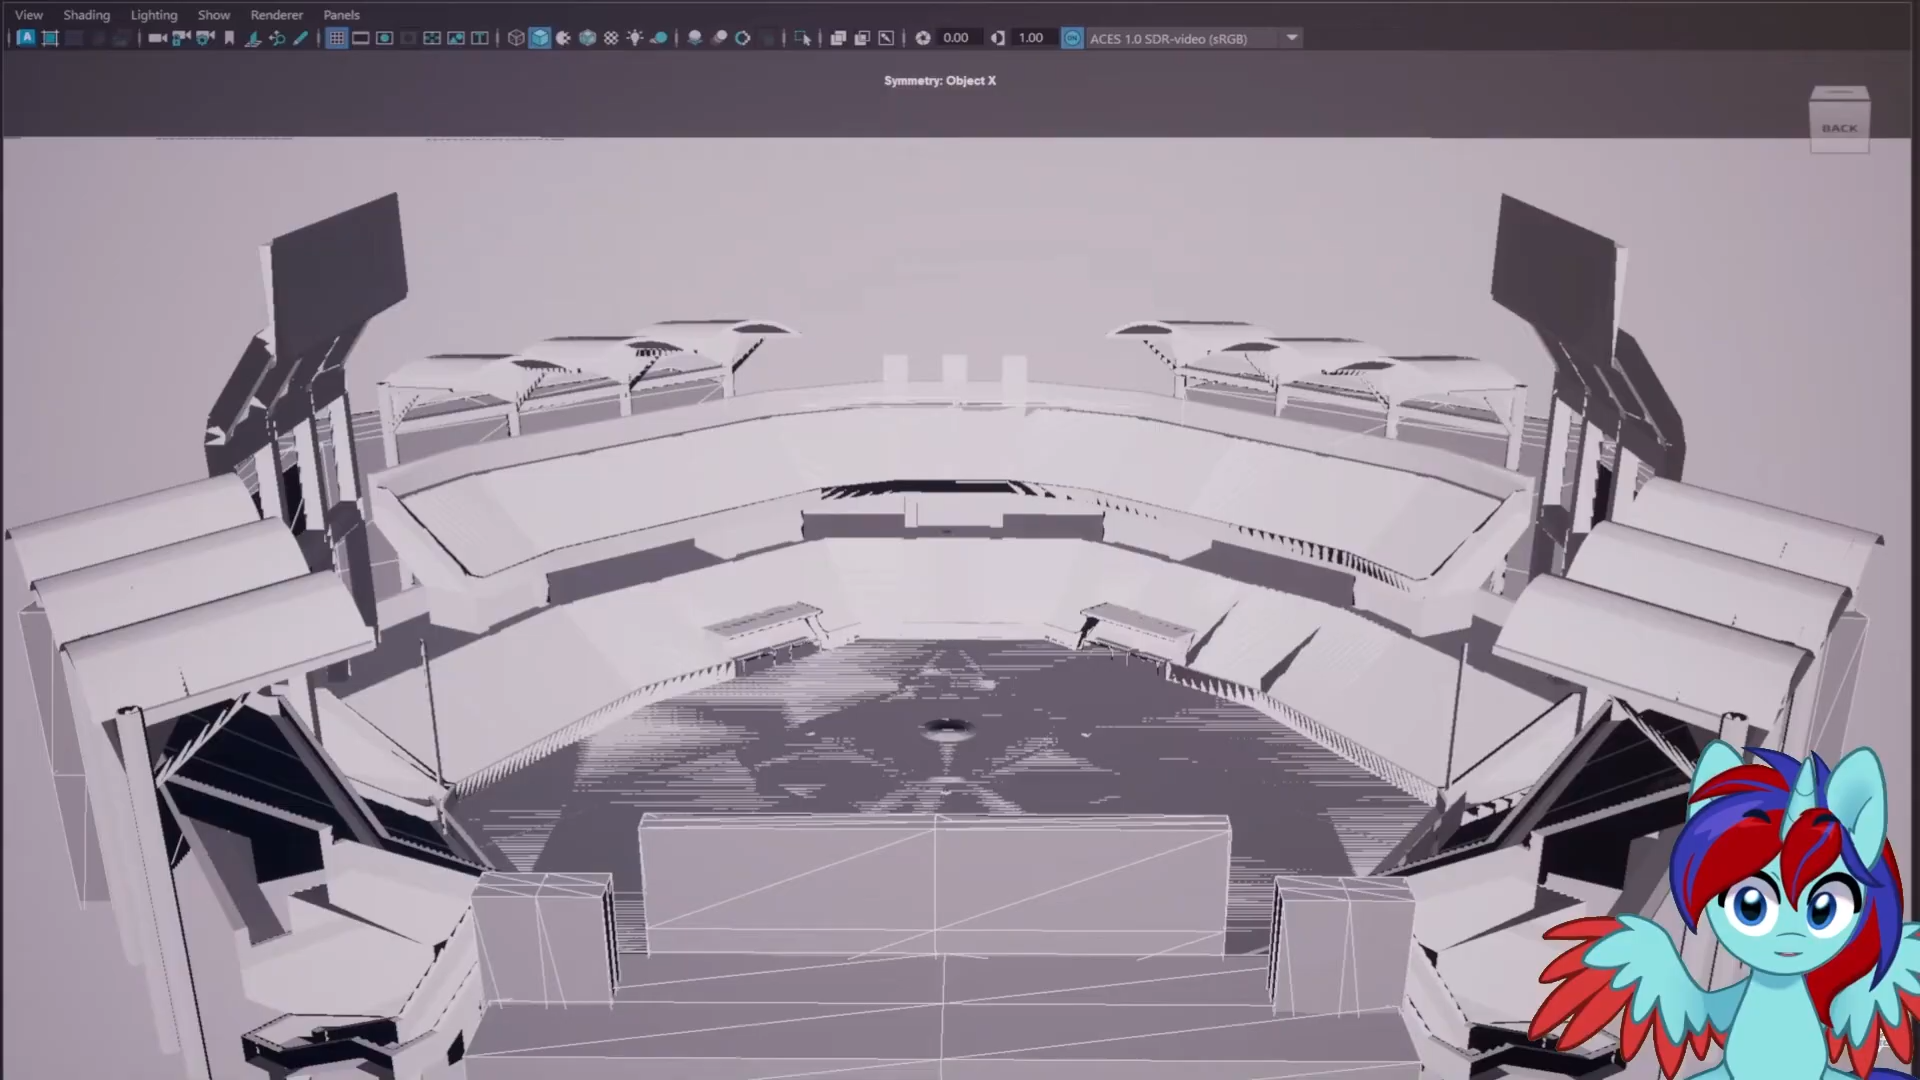 View Shading Lighting Show Renderer Panels
0.00 1.00 ON ACES 1.0 SDR-video (sRGB)
Symmetry: Object X
BACK